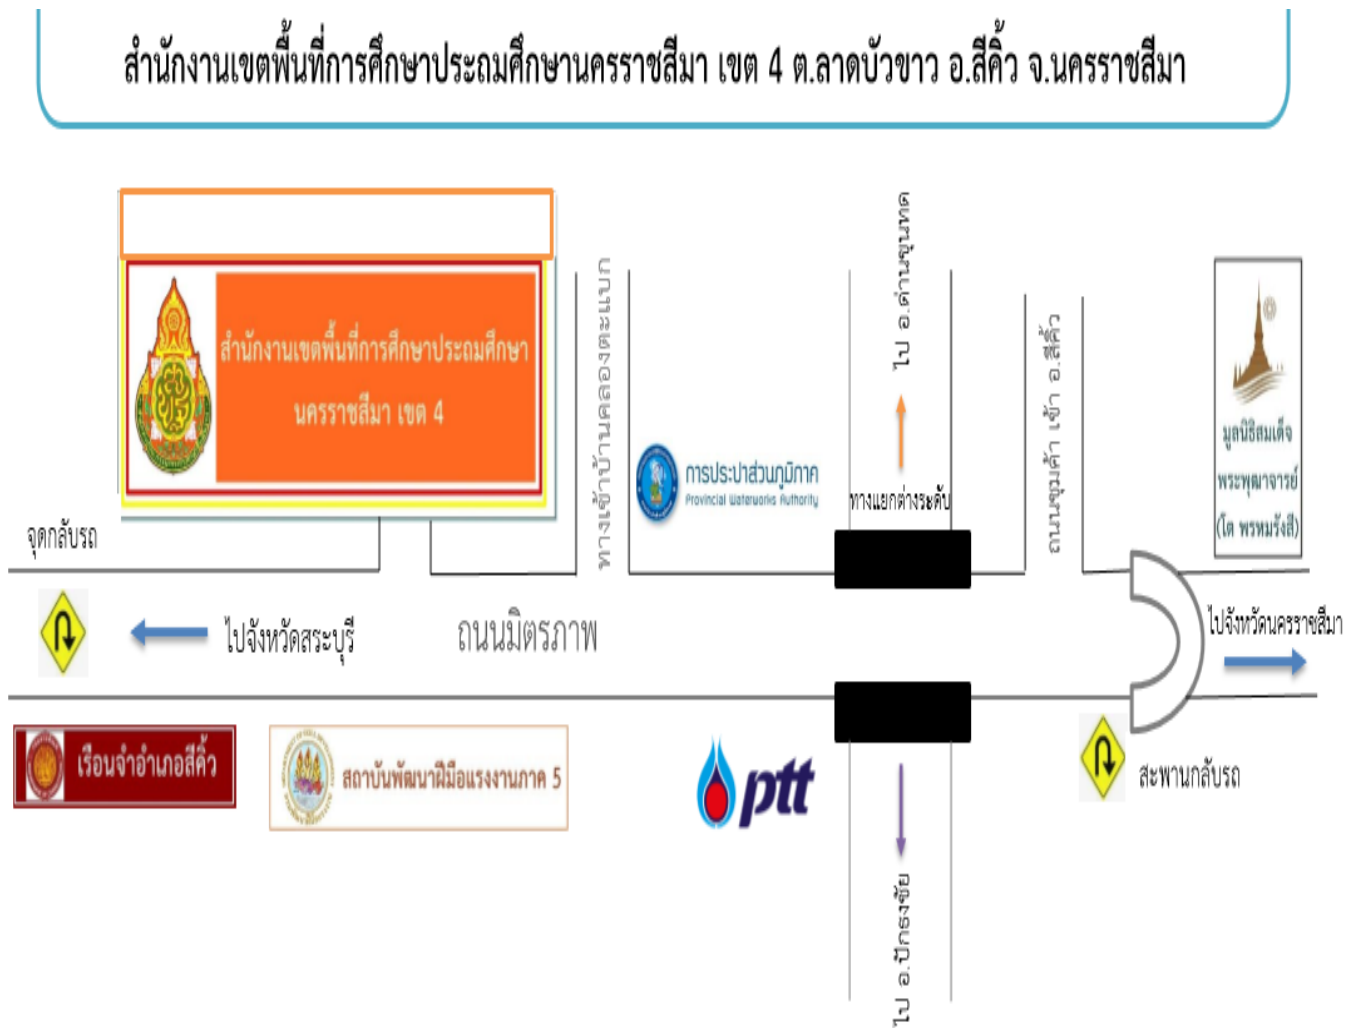 สำนักงานเขตพื้นที่การศึกษาประถมศึกษานครราชสีมา เขต 4 ต.ลาดบัวขาว อ.สีคิ้ว จ.นครราชสีมา
สำนักงานเขตพื้นที่การศึกษาประถมศึกษา
นครราชสีมา เขต 4
ทางเข้าบ้านคลองตะแบก
การประปาส่วนภูมิภาค
Provincial Waterworks Authority
ไป อ.ด่านขุนทด
ทางแยกต่างระดับ
ถนนชุมค้า เข้า อ.สีคิ้ว
มูลนิธิสมเด็จ
พระพุฒาจารย์
(โต พรหมรังสี)
จุดกลับรถ
ไปจังหวัดสระบุรี
ถนนมิตรภาพ
ไปจังหวัดนครราชสีมา
เรือนจำอำเภอสีคิ้ว
สถาบันพัฒนาฝีมือแรงงานภาค 5
ptt
สะพานกลับรถ
ไป อ.ปักธงชัย